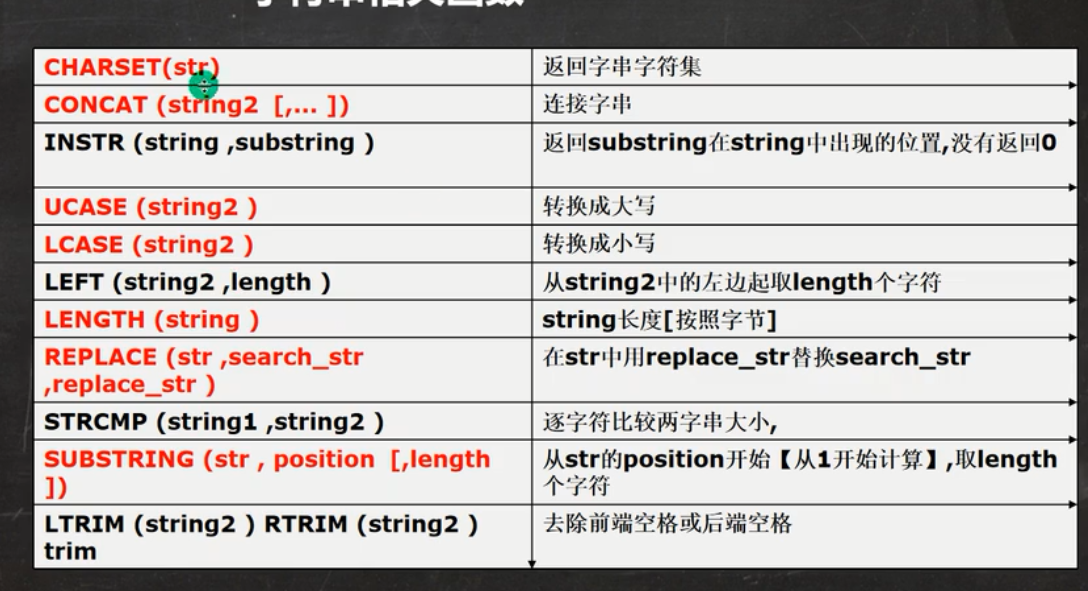 CHARSET(str)
返回字串字符集
CONCAT (string2 [,... ])
连接字串
INSTR (string ,substring )
返回substring在string中出现的位置,没有返回0
UCASE (string2 )
转换成大写
LCASE (string2 )
转换成小写
LEFT (string2 ,length )
从string2中的左边起取length个字符
LENGTH (string )
string长度[按照字节]
REPLACE (str ,search_str
,replace_str )
在str中用replace_str替换search_str
STRCMP (string1 ,string2 )
逐字符比较两字串大小,
SUBSTRING (str , position [,length
])
从str的position开始【从1开始计算】,取length
个字符
LTRIM (string2 ) RTRIM (string2 )
trim
去除前端空格或后端空格